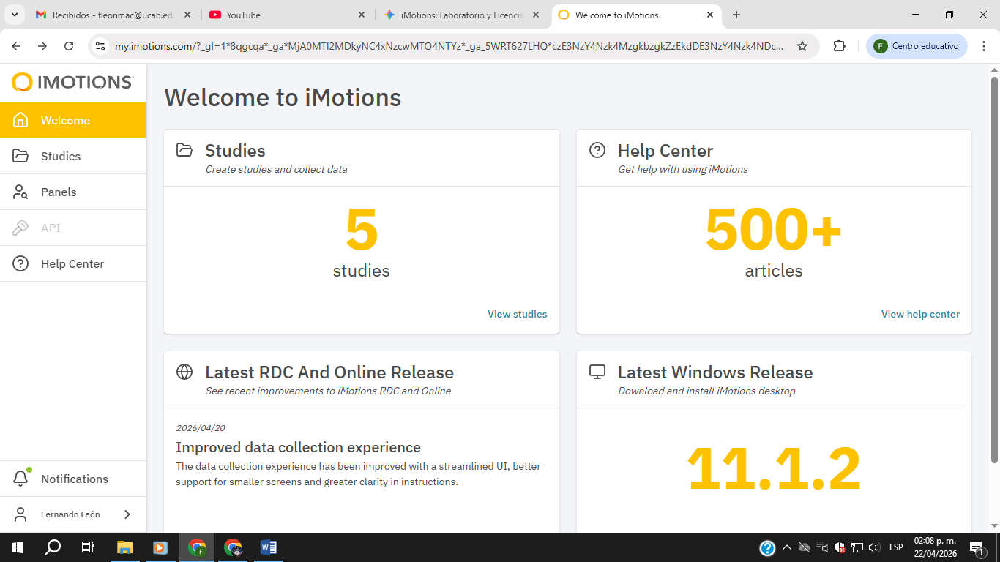 Recibidos - fleonmac@ucab.ed
YouTube
iMotions: Laboratorio y Licencia
Welcome to iMotions
my.imotions.com/?_gl=1*8qgcqa*_ga*MjA0MTI2MDkyNC4xNzcwMTQ4NTYz*_ga_5WRT627LHQ*czE3NzY4Nzk4MzgkbzgkZzEkdDE3NzY4Nzk4NDc...
F Centro educativo
IMOTIONS
Welcome
Studies
Panels
API
Help Center
Notifications
Fernando León
Welcome to iMotions
Studies
Create studies and collect data
5
studies
View studies
Help Center
Get help with using iMotions
500+
articles
View help center
Latest RDC And Online Release
See recent improvements to iMotions RDC and Online
2026/04/20
Improved data collection experience
The data collection experience has been improved with a streamlined UI, better
support for smaller screens and greater clarity in instructions.
Latest Windows Release
Download and install iMotions desktop
11.1.2
ESP
02:08 p. m.
22/04/2026
1